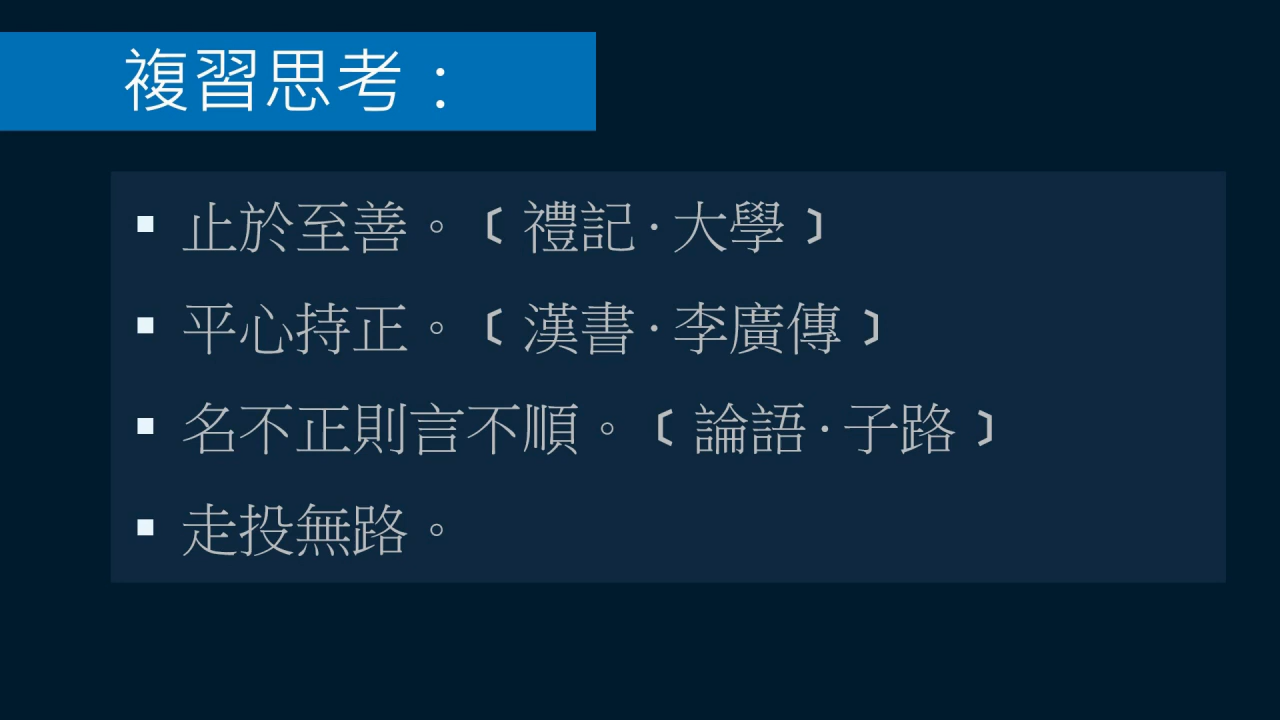 複習思考：
▪ 止於至善。﹝禮記·大學﹞
▪ 平心持正。﹝漢書·李廣傳﹞
▪ 名不正則言不順。﹝論語·子路﹞
▪ 走投無路。